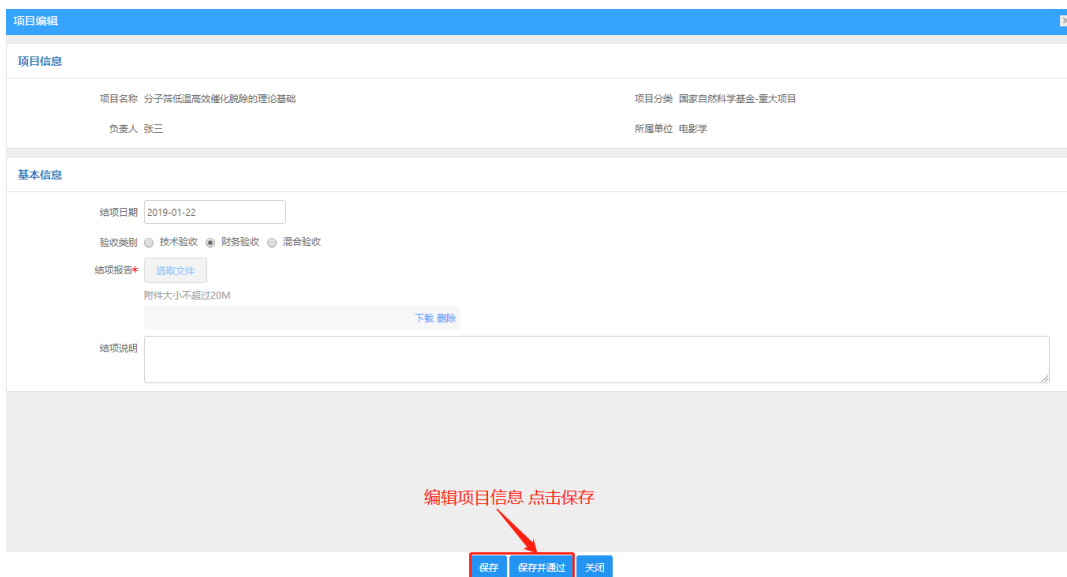 项目编辑
项目信息
项目名称 分子筛低温高效催化脱除的理论基础 项目分类 国家自然科学基金-重大项目
负责人 张三 所属单位 电影学
基本信息
结项日期 2019-01-22
验收类别 技术验收 财务验收 混合验收
结项报告* 选取文件
附件大小不超过20M
下载 删除
结项说明
编辑项目信息 点击保存
保存 保存并通过 关闭